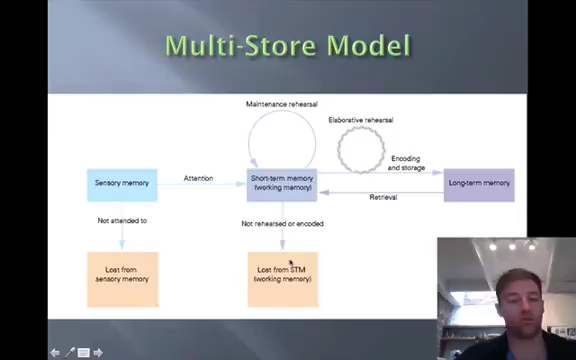 Multi-Store Model
Maintenance rehearsal
Elaborative rehearsal
Encoding
and storage
Sensory memory
Attention
Short-term memory
(working memory)
Long-term memory
Retrieval
Not attended to
Not rehearsed or encoded
Lost from
sensory memory
Lost from STM
(working memory)